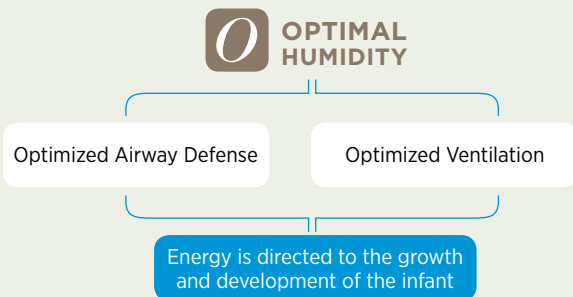 O OPTIMAL
HUMIDITY
Optimized Airway Defense
Optimized Ventilation
Energy is directed to the growth
and development of the infant